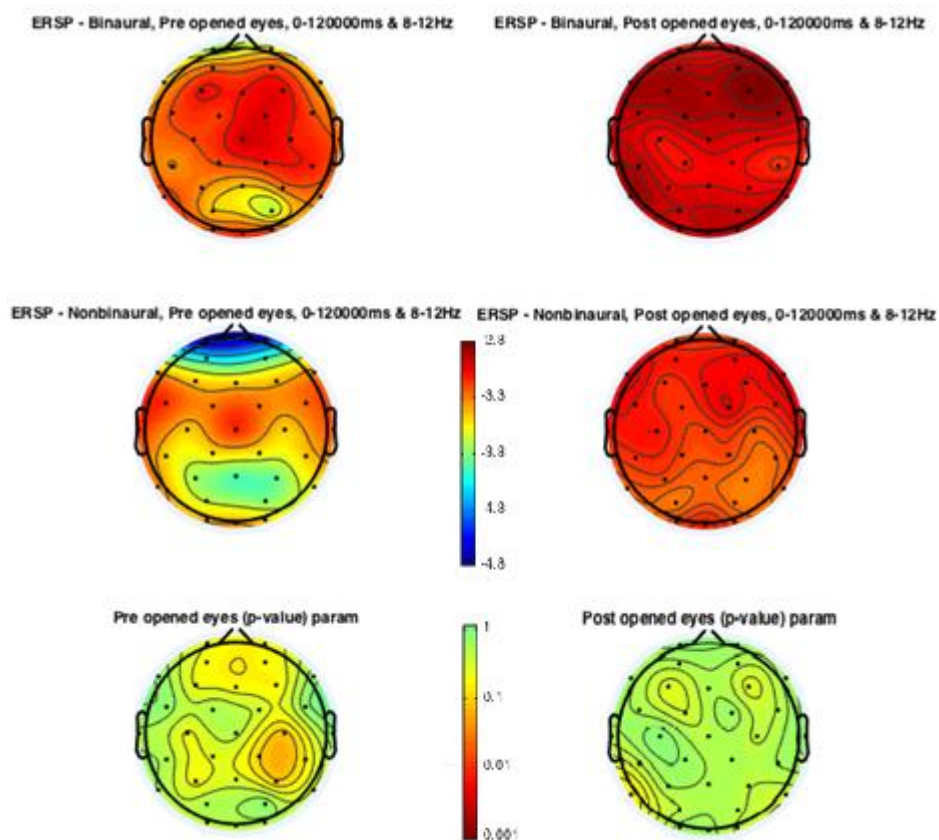 ERSP - Binaural, Pre opened eyes, 0-120000ms & 8-12Hz
ERSP - Binaural, Post opened eyes, 0-120000ms & 8-12Hz
ERSP - Nonbinaural, Pre opened eyes, 0-120000ms & 8-12Hz
ERSP - Nonbinaural, Post opened eyes, 0-120000ms & 8-12Hz
-3.3
-3.8
-4.3
-4.8
Pre opened eyes (p-value) param
Post opened eyes (p-value) param
1
0.1
0.01
0.001